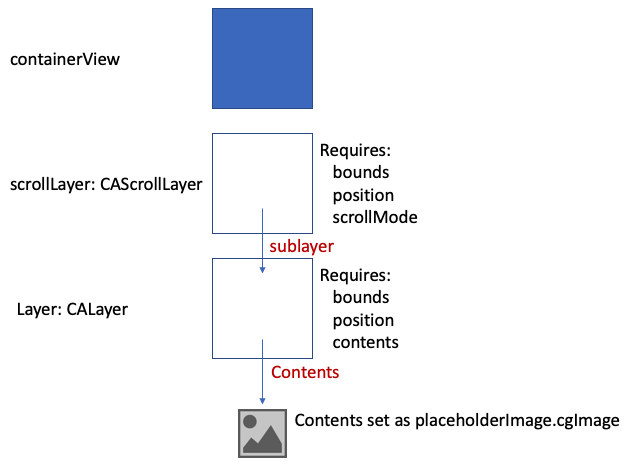 containerView
scrollLayer: CAScrollLayer
Requires:
bounds
position
scrollMode
sublayer
Layer: CALayer
Requires:
bounds
position
contents
Contents
Contents set as placeholderImage.cgImage